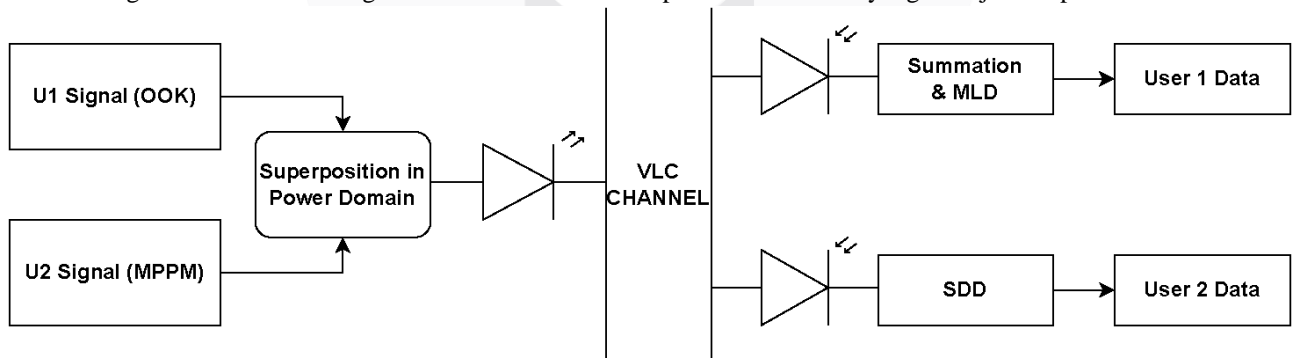 U1 Signal (OOK)
U2 Signal (MPPM)
Superposition in
Power Domain
VLC
CHANNEL
Summation
& MLD
User 1 Data
SDD
User 2 Data